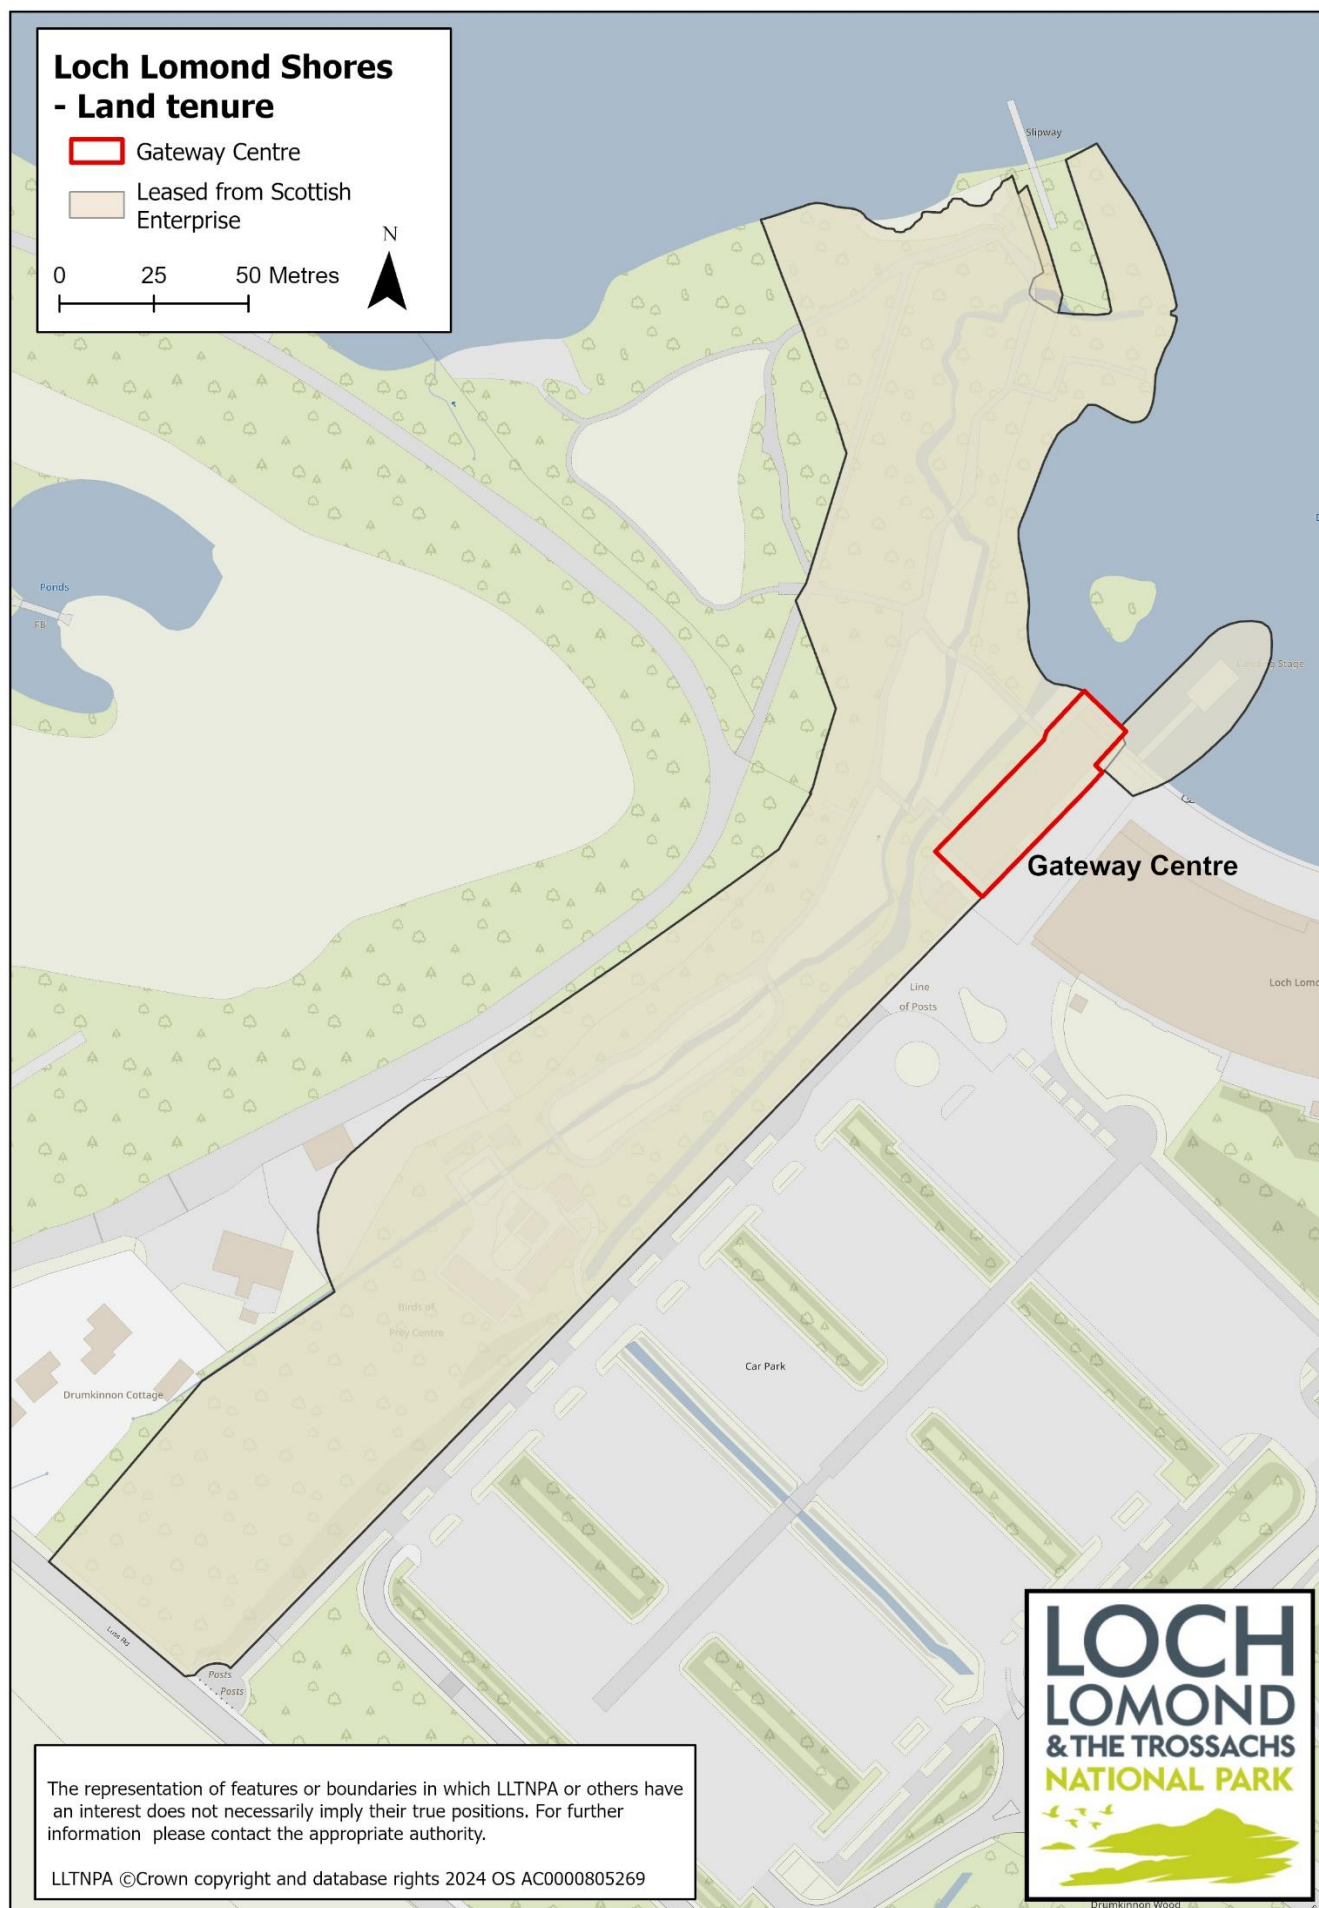 Loch Lomond Shores
- Land tenure
Gateway Centre
Leased from Scottish
Enterprise
N
0 25 50 Metres
Slipway
Ponds
FB
Landing Stage
Gateway Centre
Loch Lomo
Line
of Posts
Birds of
Prey Centre
Car Park
Drumkinnon Cottage
Luss Rd
Posts
Posts
The representation of features or boundaries in which LLTNPA or others have
an interest does not necessarily imply their true positions. For further
information please contact the appropriate authority.
LLTNPA ©Crown copyright and database rights 2024 OS AC0000805269
LOCH
LOMOND
& THE TROSSACHS
NATIONAL PARK
Drumkinnon Wood